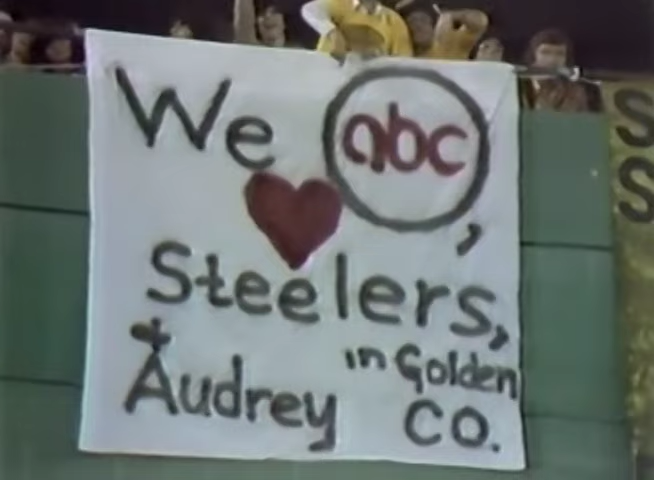 We abc,
Steelers,
+ in Golden
Audrey CO.
S
S